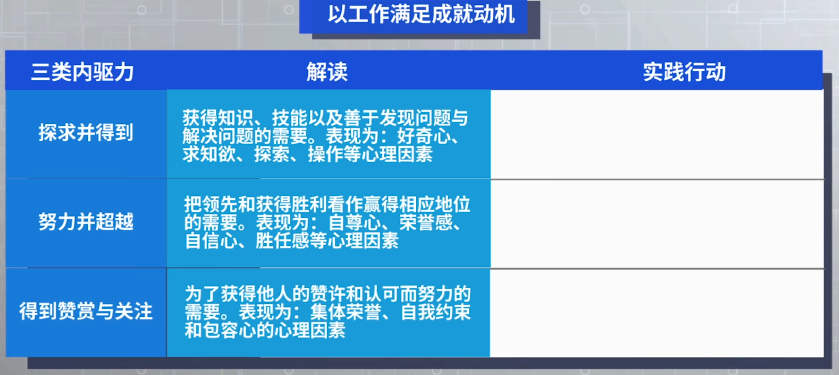 以工作满足成就动机
三类内驱力 解读 实践行动
探求并得到
获得知识、技能以及善于发现问题与
解决问题的需要。表现为：好奇心、
求知欲、探索、操作等心理因素
努力并超越
把领先和获得胜利看作赢得相应地位
的需要。表现为：自尊心、荣誉感、
自信心、胜任感等心理因素
得到赞赏与关注
为了获得他人的赞许和认可而努力的
需要。表现为：集体荣誉、自我约束
和包容心的心理因素